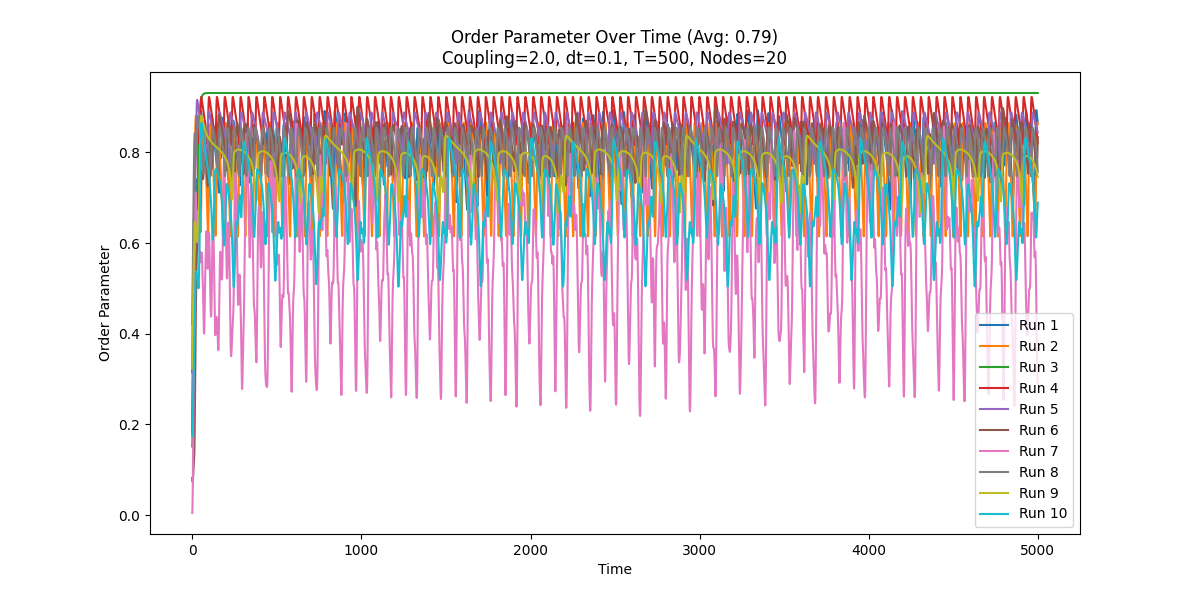 Order Parameter Over Time (Avg: 0.79)
Coupling=2.0, dt=0.1, T=500, Nodes=20
Order Parameter
0.8
0.6
0.4
0.2
0.0
Run 1
Run 2
Run 3
Run 4
Run 5
Run 6
Run 7
Run 8
Run 9
Run 10
0
1000
2000
3000
4000
5000
Time